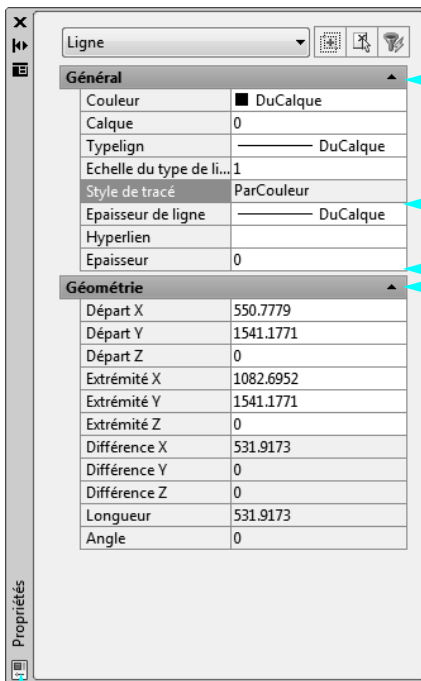 Ligne
Général
Couleur DuCalque
Calque 0
Typelign DuCalque
Echelle du type de li... 1
Style de tracé ParCouleur
Epaisseur de ligne DuCalque
Hyperlien
Epaisseur 0
Géométrie
Départ X 550.7779
Départ Y 1541.1771
Départ Z 0
Extrémité X 1082.6952
Extrémité Y 1541.1771
Extrémité Z 0
Différence X 531.9173
Différence Y 0
Différence Z 0
Longueur 531.9173
Angle 0
Propriétés